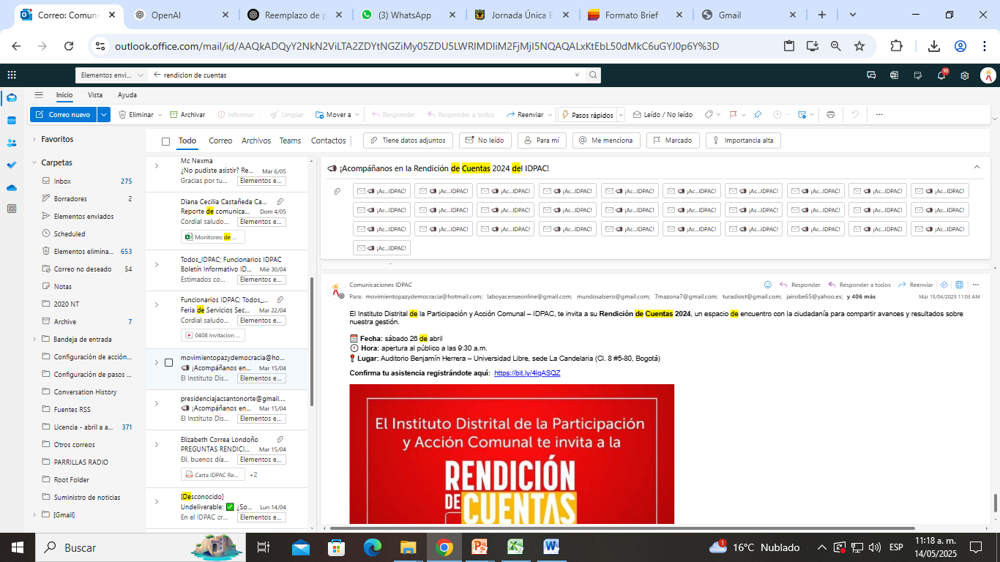 Correo: Comuni
OpenAI
Reemplazo de p
(3) WhatsApp
Jornada Única E
Formato Brief
Gmail
outlook.office.com/mail/id/AAQkADQyY2NkN2ViLTA2ZDYtNGZiMy05ZDU5LWRlMDliM2FjMjI5NQAQALxKtEbL50dMkC6uGYJ0p6Y%3D
Elementos envi...
rendicion de cuentas
10
Inicio
Vista
Ayuda
Correo nuevo
Eliminar
Archivar
Informar
Limpiar
Mover a
Responder
Responder a todos
Reenviar
Pasos rápidos
Leído / No leído
Favoritos
Carpetas
Inbox 275
Borradores 2
Elementos enviados
Scheduled
Elementos elimina... 653
Correo no deseado 54
Notas
2020 NT
Archive 7
Bandeja de entrada
Configuración de acción...
Configuración de pasos ...
Conversation History
Fuentes RSS
Licencia - abril a a... 371
Otros correos
PARRILLAS RADIO
Root Folder
Suministro de noticias
[Gmail]
Todo
Correo
Archivos
Teams
Contactos
Tiene datos adjuntos
No leído
Para mí
Me menciona
Marcado
Importancia alta
Mc Nexma
¿No pudiste asistir? Re... Mar 6/05
Gracias por tu... Elementos e...
Diana Cecilia Castañeda Ca...
Reporte de comunica... Dom 4/05
Cordial saludo... Elementos e...
Monitoreo de ...
Todos_IDPAC; Funcionarios IDPAC
Boletín Informativo ID... Mié 30/04
Estimados co... Elementos e...
Funcionarios IDPAC; Todos_...
Feria de Servicios Sec... Mar 22/04
Cordial saludo... Elementos e...
0408 Invitacion ...
movimientopazydemocracia@ho...
¡Acompáñanos en... Mar 15/04
El Instituto Dis... Elementos e...
presidenciajacsantonorte@gmail....
¡Acompáñanos en... Mar 15/04
El Instituto Dis... Elementos e...
Elizabeth Correa Londoño
PREGUNTAS RENDICI... Mar 15/04
Eli, buenos día... Elementos e...
Carta IDPAC Re... +2
[Desconocido]
Undeliverable: ✅ ¿So... Lun 14/04
En el IDPAC cr... Elementos e...
¡Acompáñanos en la Rendición de Cuentas 2024 del IDPAC!
¡Ac...IDPAC! ¡Ac...IDPAC! ¡Ac...IDPAC! ¡Ac...IDPAC! ¡Ac...IDPAC! ¡Ac...IDPAC! ¡Ac...IDPAC! ¡Ac...IDPAC! ¡Ac...IDPAC! ¡Ac...IDPAC!
¡Ac...IDPAC! ¡Ac...IDPAC! ¡Ac...IDPAC! ¡Ac...IDPAC! ¡Ac...IDPAC! ¡Ac...IDPAC! ¡Ac...IDPAC! ¡Ac...IDPAC! ¡Ac...IDPAC! ¡Ac...IDPAC!
¡Ac...IDPAC! ¡Ac...IDPAC! ¡Ac...IDPAC! ¡Ac...IDPAC! ¡Ac...IDPAC! ¡Ac...IDPAC! ¡Ac...IDPAC! ¡Ac...IDPAC! ¡Ac...IDPAC! ¡Ac...IDPAC!
¡Ac...IDPAC!
Comunicaciones IDPAC
Responder
Responder a todos
Reenviar
Para: movimientopazydemocracia@hotmail.com; laboyacenseonline@gmail.com; mundosalsero@gmail.com; 7mazona7@gmail.com; turadiost@gmail.com; jairobe65@yahoo.es; y 406 más
Mar 15/04/2025 11:03 AM
El Instituto Distrital de la Participación y Acción Comunal – IDPAC, te invita a su Rendición de Cuentas 2024, un espacio de encuentro con la ciudadanía para compartir avances y resultados sobre
nuestra gestión.
Fecha: sábado 26 de abril
Hora: apertura al público a las 9:30 a.m.
Lugar: Auditorio Benjamín Herrera – Universidad Libre, sede La Candelaria (Cl. 8 #5-80, Bogotá)
Confirma tu asistencia registrándote aquí: https://bit.ly/4lqASQZ
El Instituto Distrital de la Participación
y Acción Comunal te invita a la
RENDICIÓN
DE CUENTAS
Buscar
1
16°C Nublado
ESP
11:18 a. m.
14/05/2025